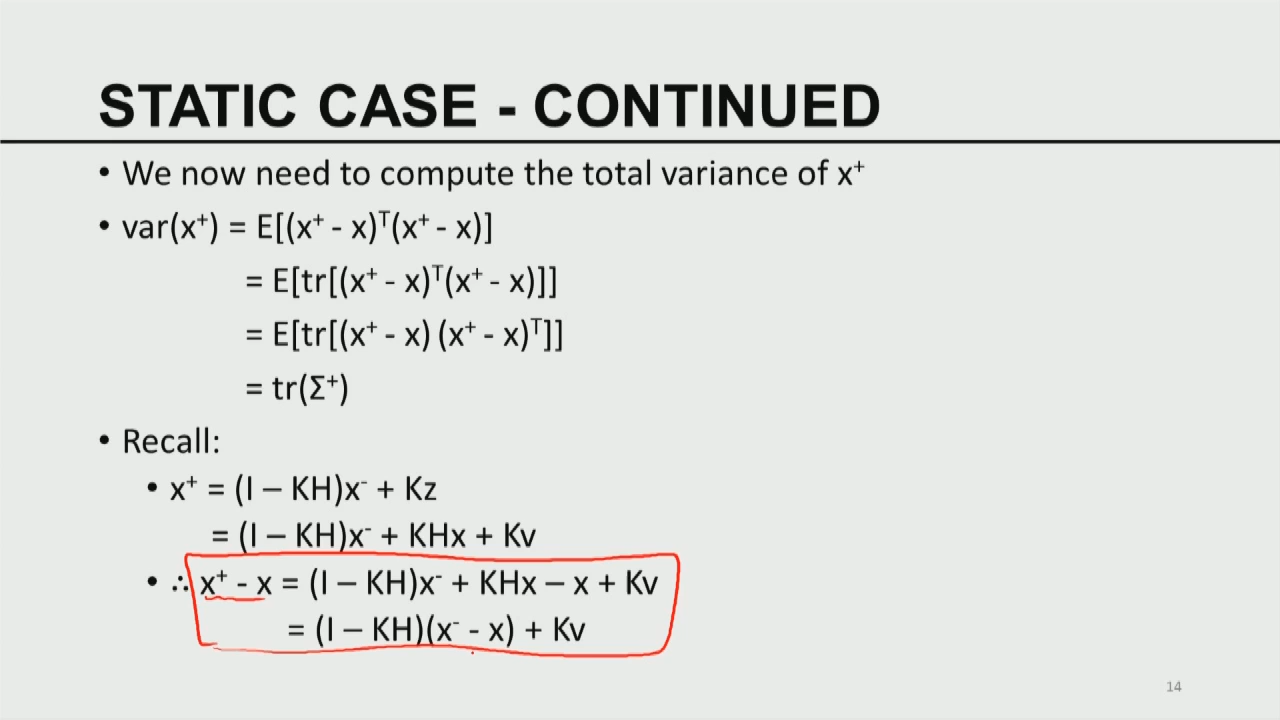 STATIC CASE - CONTINUED
• We now need to compute the total variance of x⁺
• var(x⁺) = E[(x⁺ - x)ᵀ(x⁺ - x)]
= E[tr[(x⁺ - x)ᵀ(x⁺ - x)]]
= E[tr[(x⁺ - x) (x⁺ - x)ᵀ]]
= tr(Σ⁺)
• Recall:
• x⁺ = (I – KH)x⁻ + Kz
= (I – KH)x⁻ + KHx + Kv
• ∴ x⁺ - x = (I – KH)x⁻ + KHx – x + Kv
= (I – KH)(x⁻ - x) + Kv
14